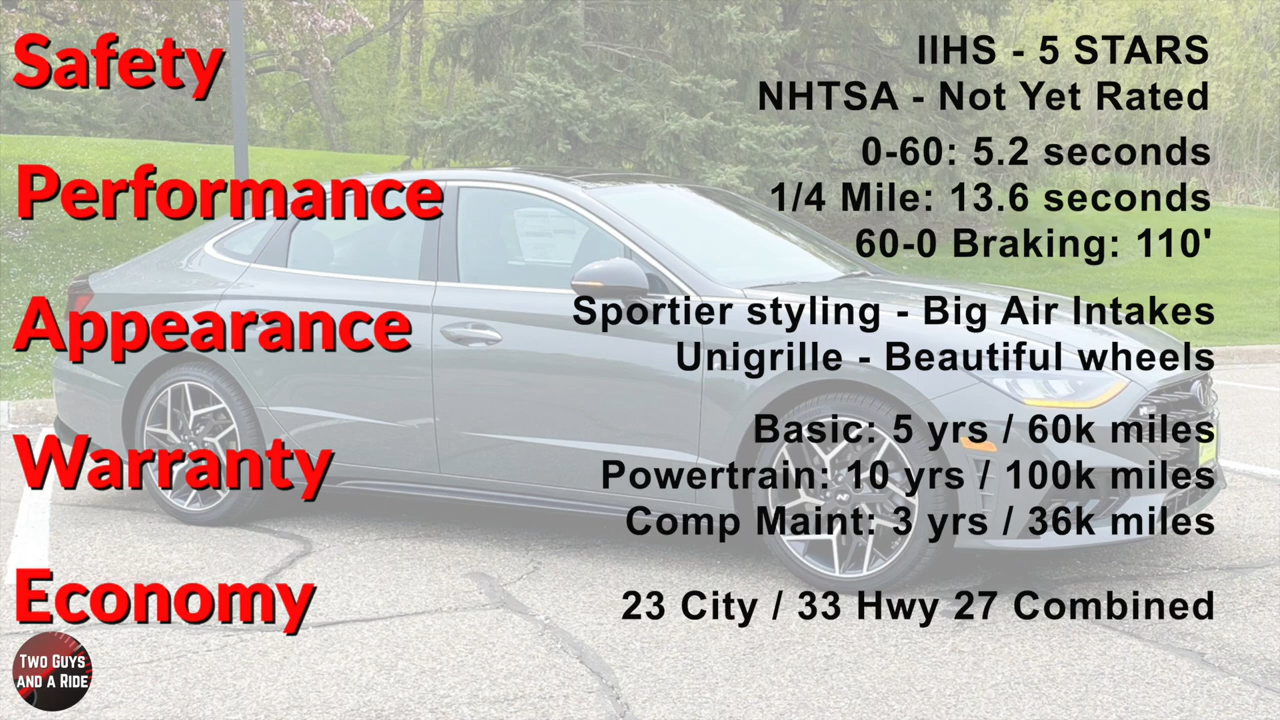 Safety
IIHS - 5 STARS
NHTSA - Not Yet Rated
Performance
0-60: 5.2 seconds
1/4 Mile: 13.6 seconds
60-0 Braking: 110'
Appearance
Sportier styling - Big Air Intakes
Unigrille - Beautiful wheels
Warranty
Basic: 5 yrs / 60k miles
Powertrain: 10 yrs / 100k miles
Comp Maint: 3 yrs / 36k miles
Economy
23 City / 33 Hwy 27 Combined
TWO GUYS
AND A RIDE
N